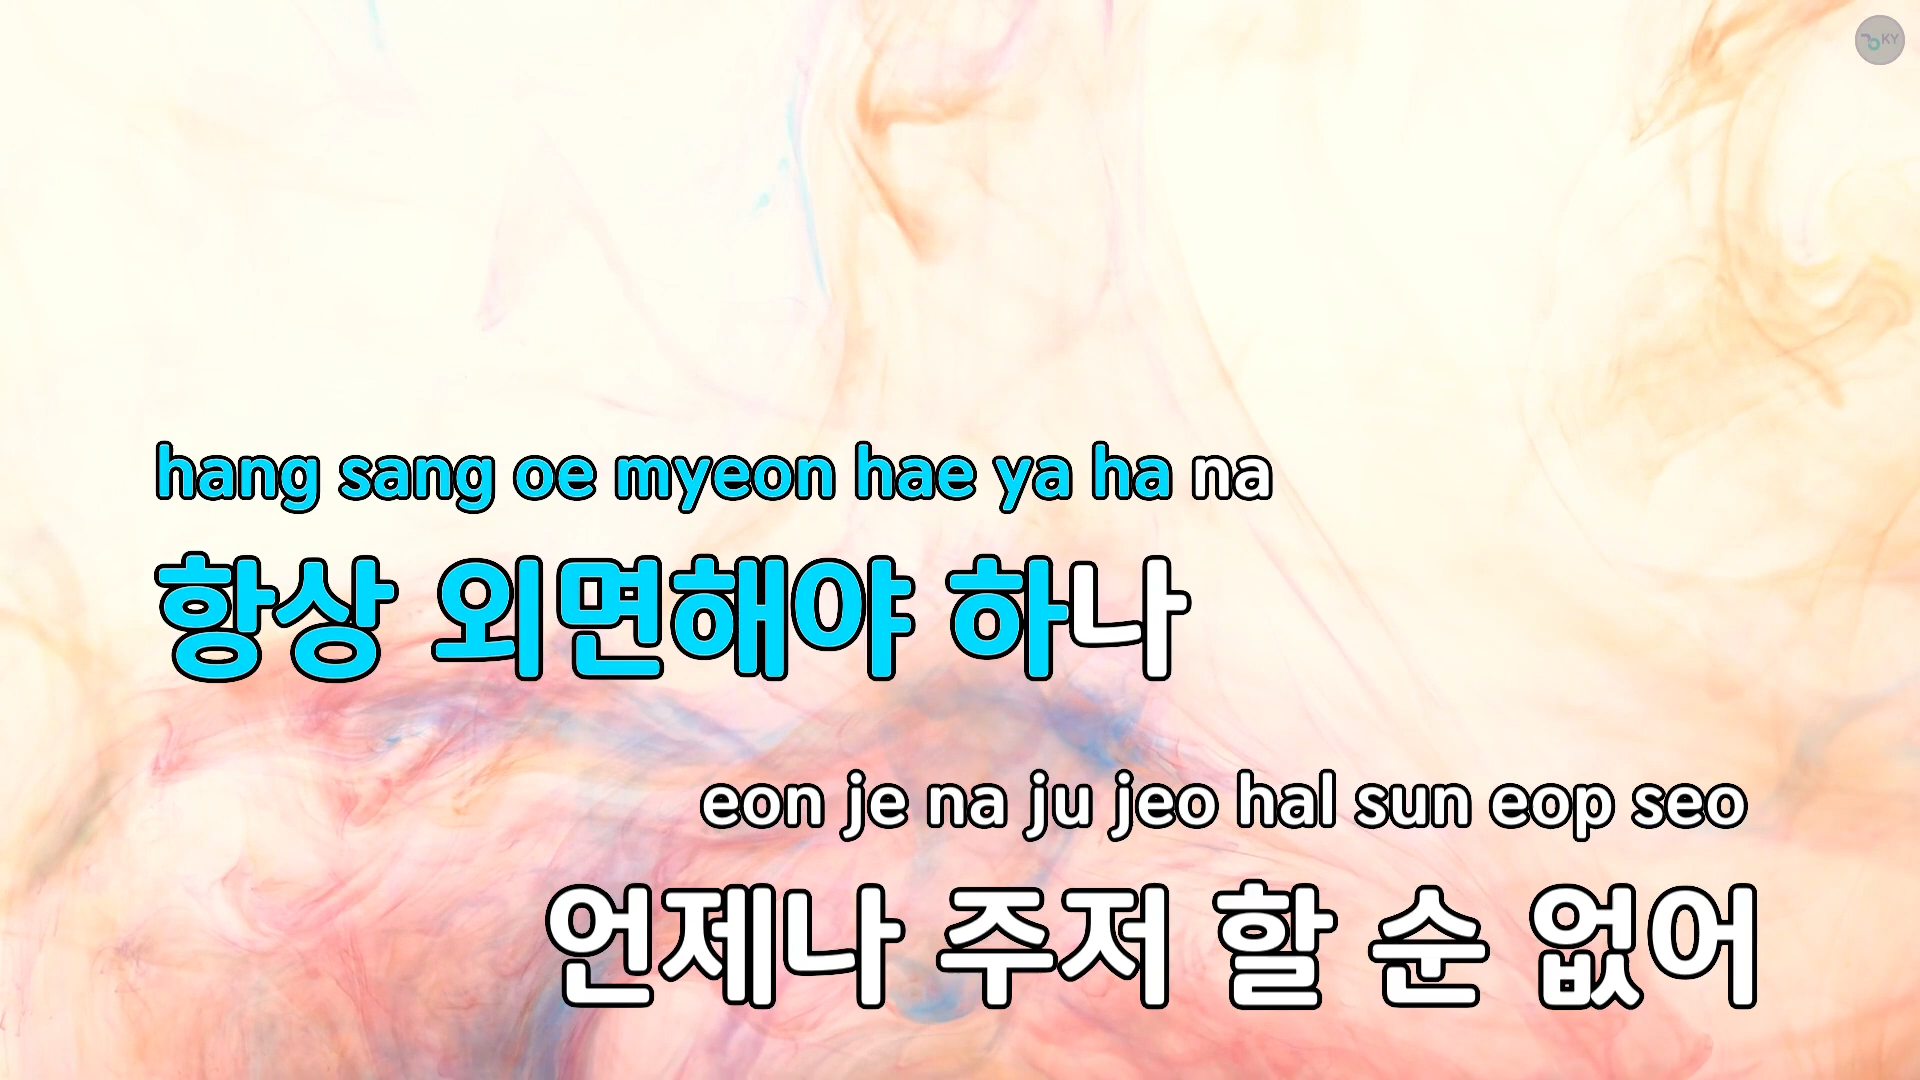 KY
hang sang oe myeon hae ya ha na
항상 외면해야 하나
eon je na ju jeo hal sun eop seo
언제나 주저 할 순 없어